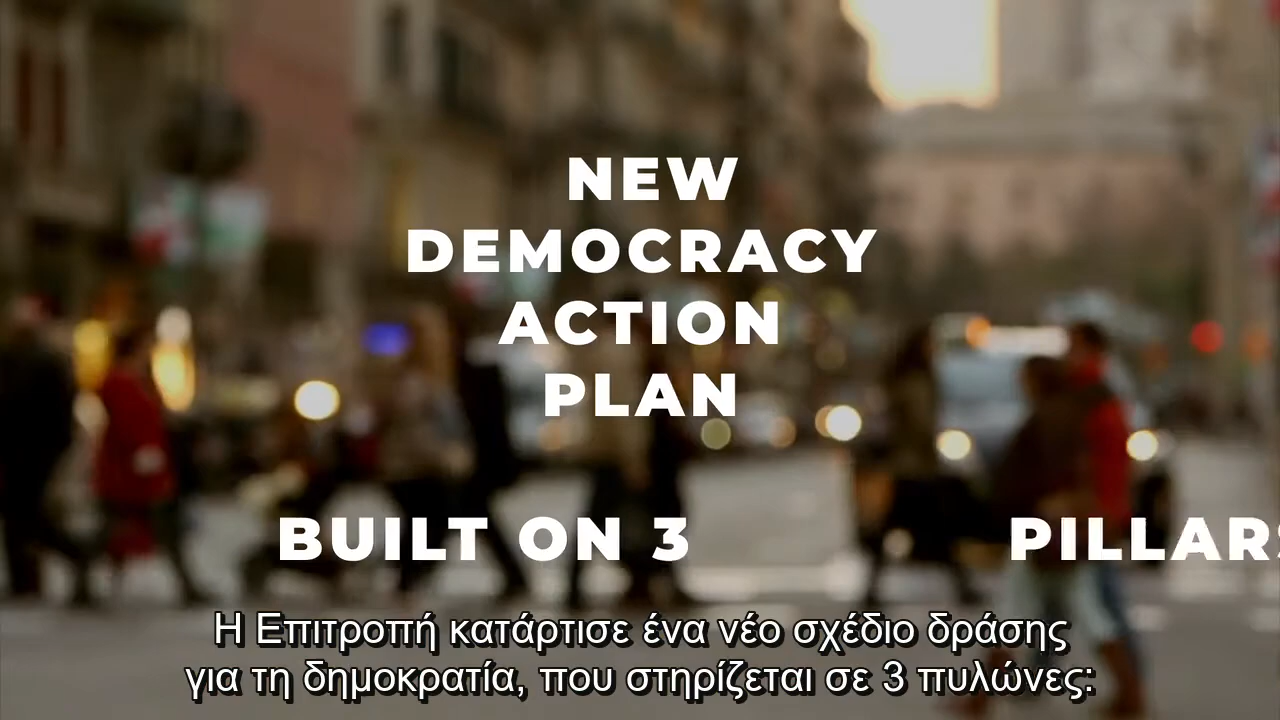 NEW
DEMOCRACY
ACTION
PLAN
BUILT ON 3
Η Επιτροπή κατάρτισε ένα νέο σχέδιο δράσης
για τη δημοκρατία, που στηρίζεται σε 3 πυλώνες: